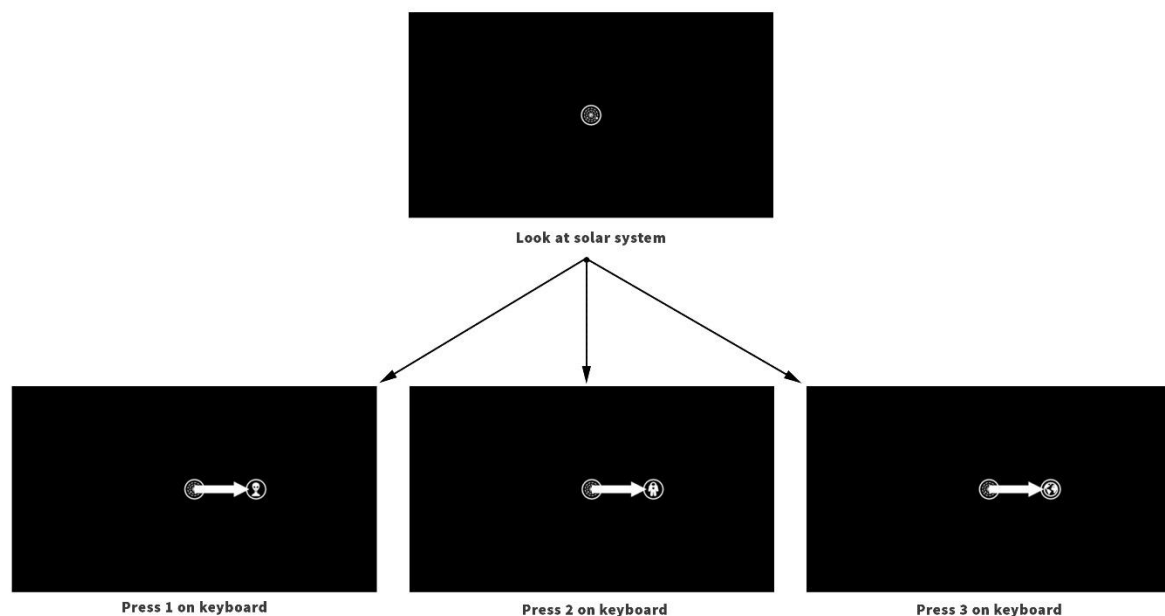 Look at solar system
Press 1 on keyboard
Press 2 on keyboard
Press 3 on keyboard